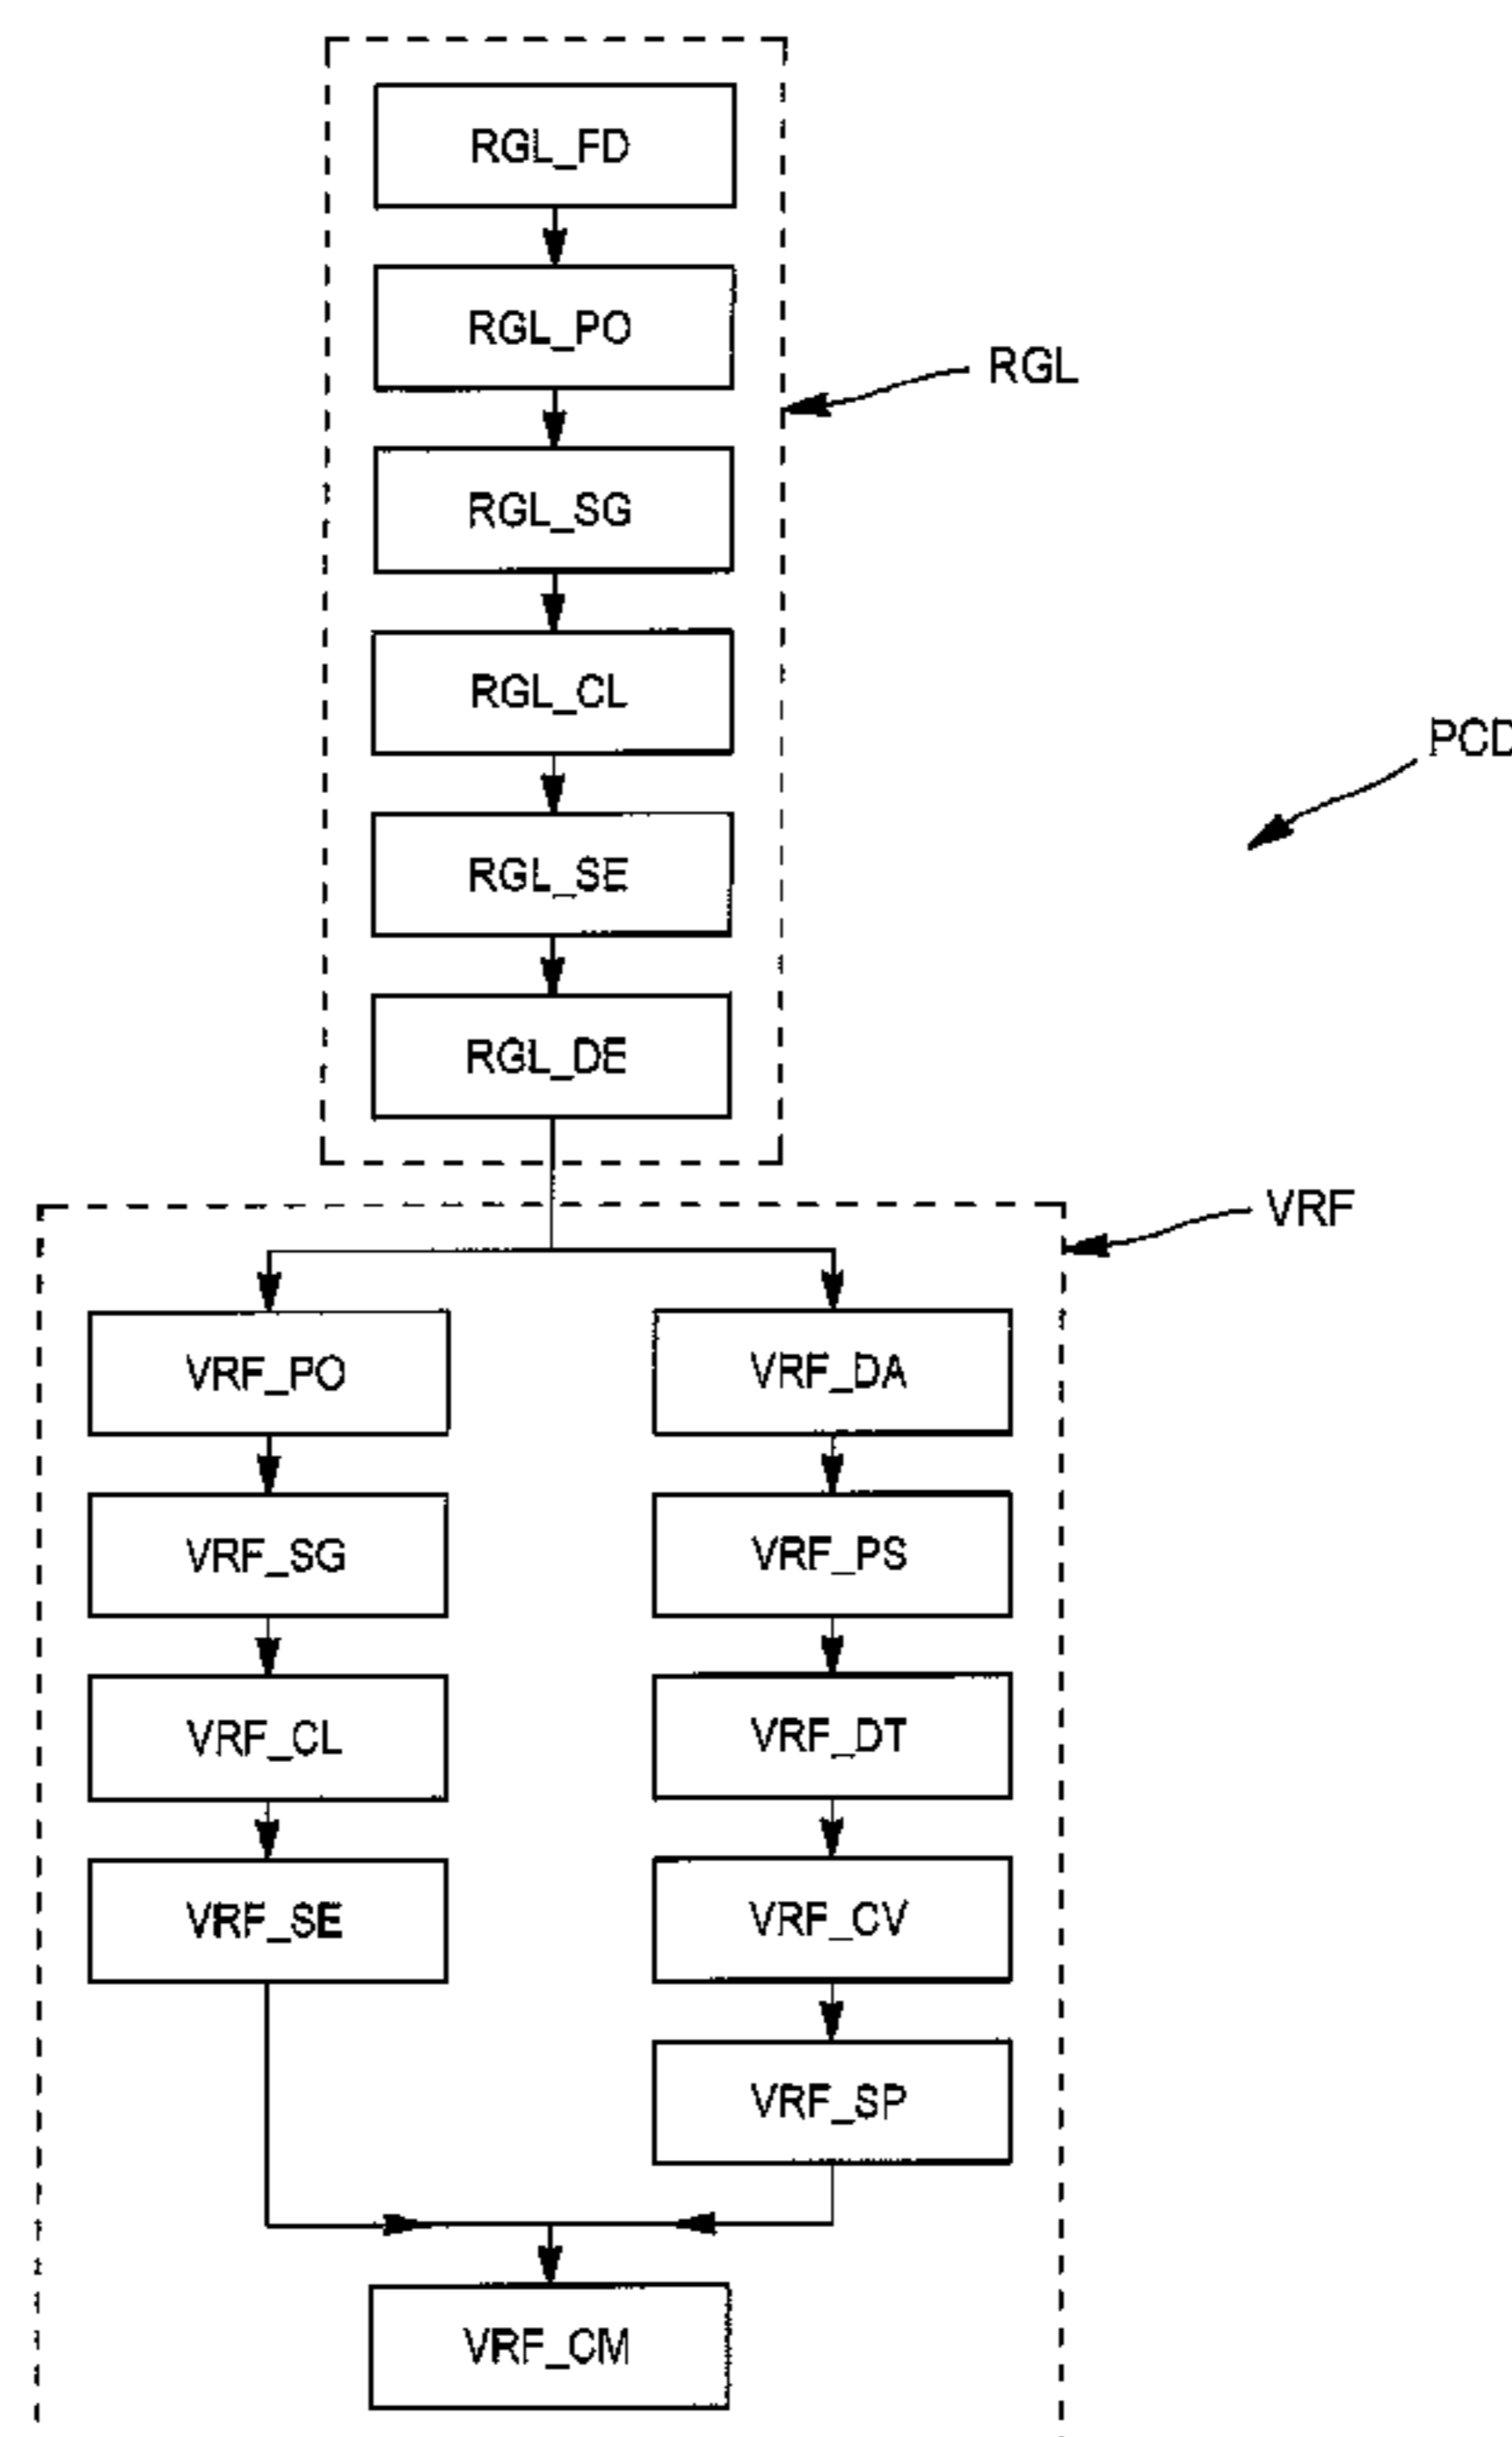 RGL_FD
RGL_PO
RGL
RGL_SG
RGL_CL
PCD
RGL_SE
RGL_DE
VRF
VRF_PO
VRF_DA
VRF_SG
VRF_PS
VRF_CL
VRF_DT
VRF_SE
VRF_CV
VRF_SP
VRF_CM